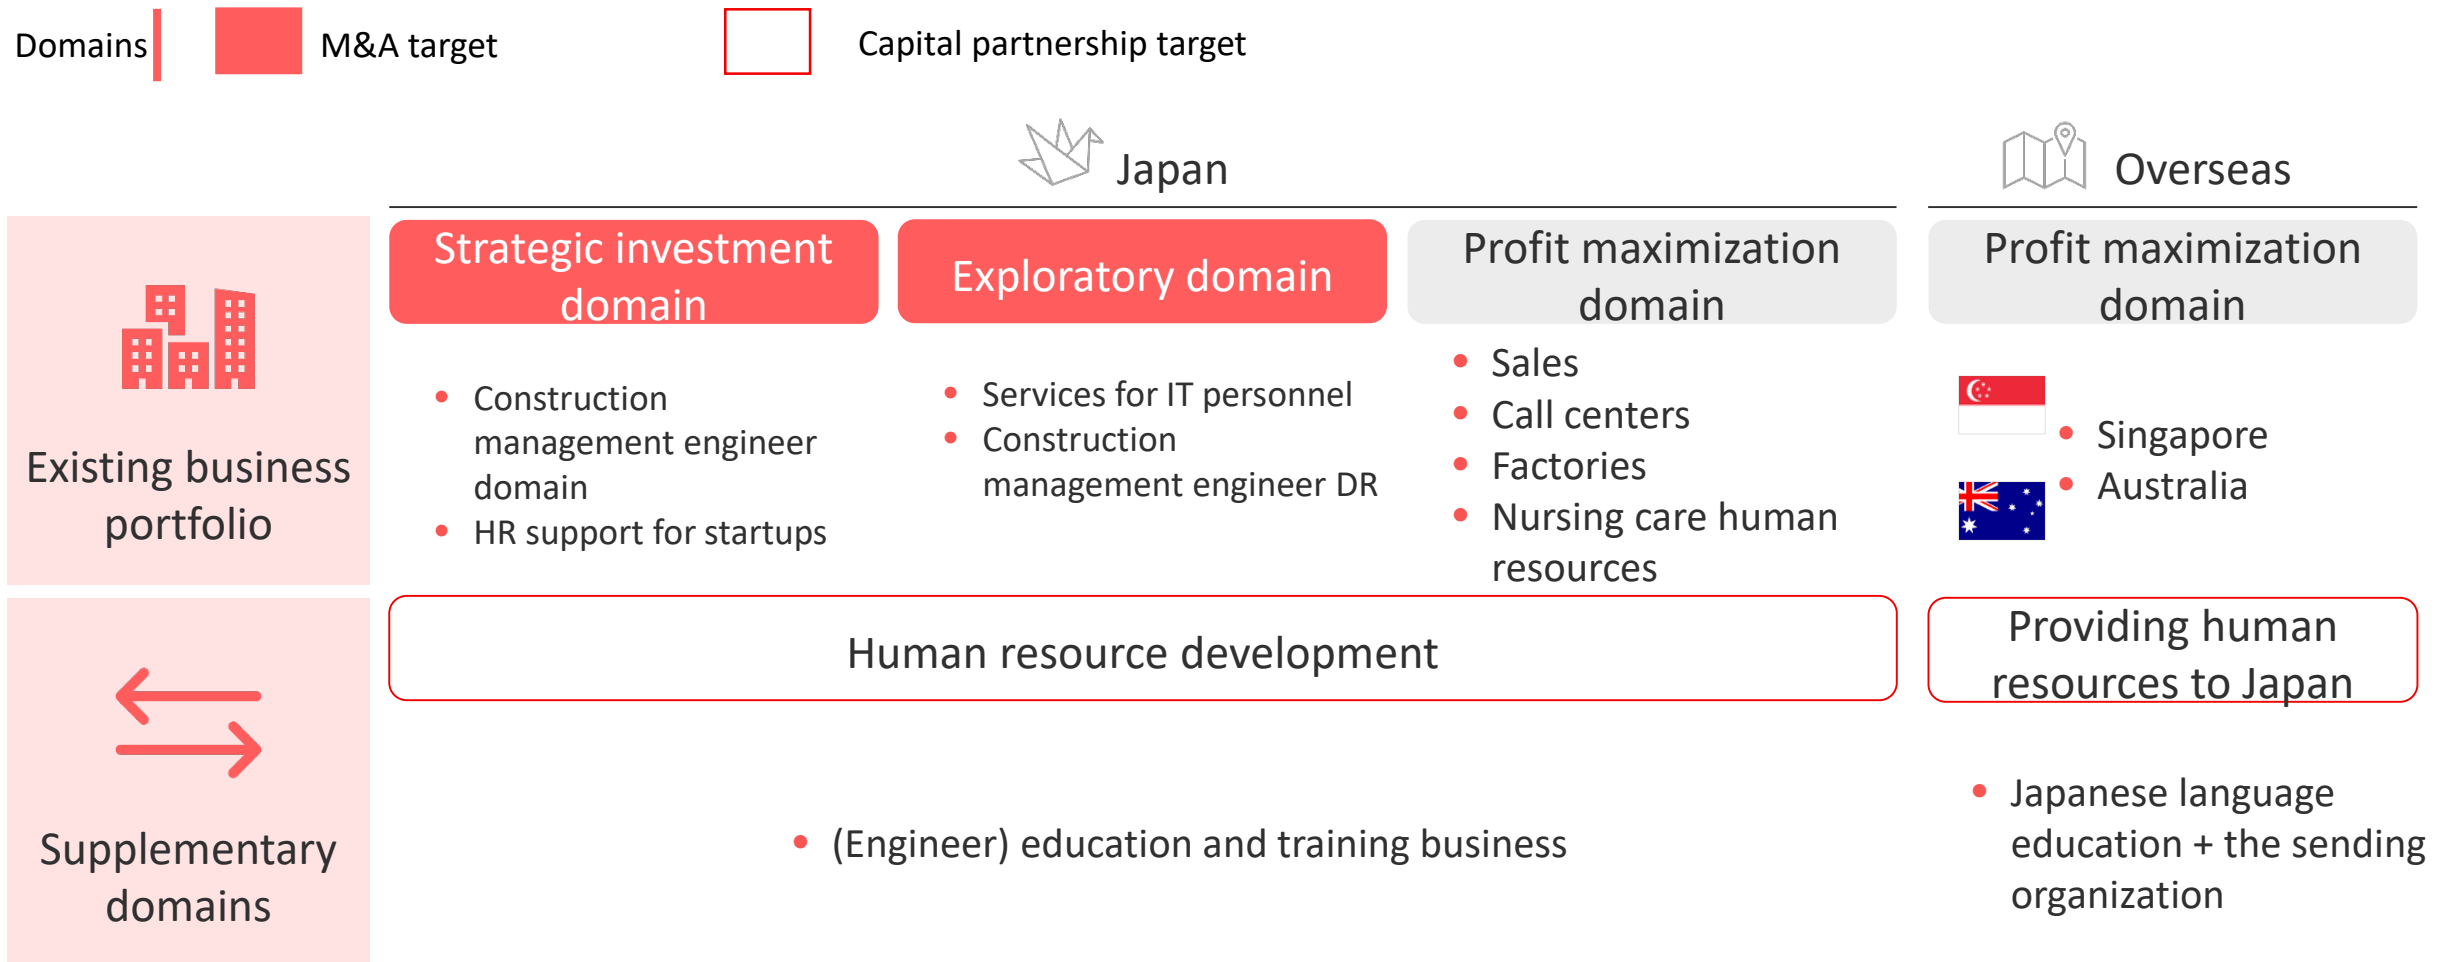 Domains
M&A target
Capital partnership target
Japan
Overseas
Existing business
portfolio
Strategic investment
domain
• Construction
management engineer
domain
• HR support for startups
Exploratory domain
• Services for IT personnel
• Construction
management engineer DR
Profit maximization
domain
• Sales
• Call centers
• Factories
• Nursing care human
resources
Profit maximization
domain
• Singapore
• Australia
Supplementary
domains
Human resource development
• (Engineer) education and training business
Providing human
resources to Japan
• Japanese language
education + the sending
organization